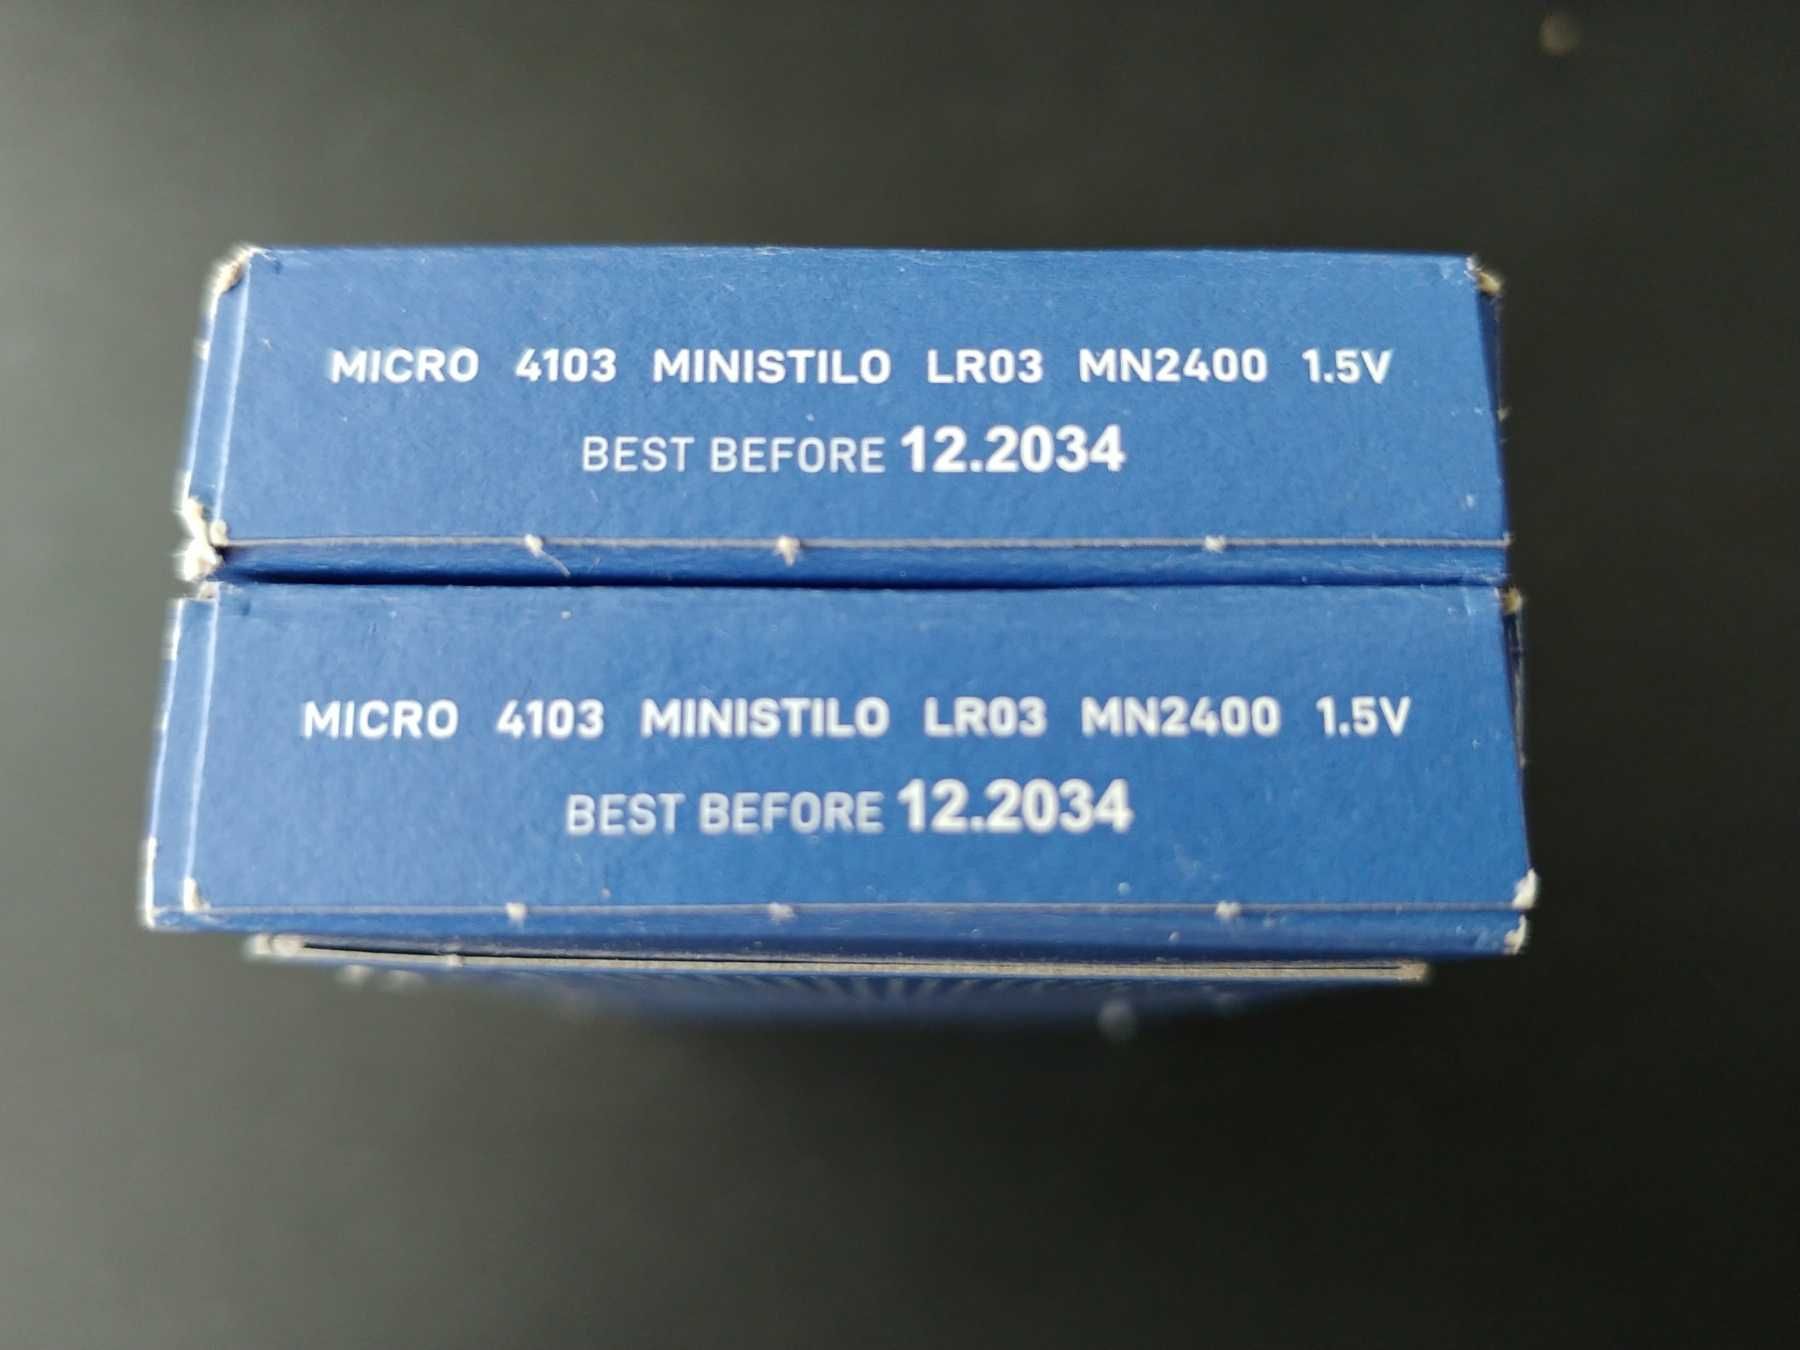 MICRO 4103 MINISTILO LR03 MN2400 1.5V
BEST BEFORE 12.2034
MICRO 4103 MINISTILO LR03 MN2400 1.5V
BEST BEFORE 12.2034